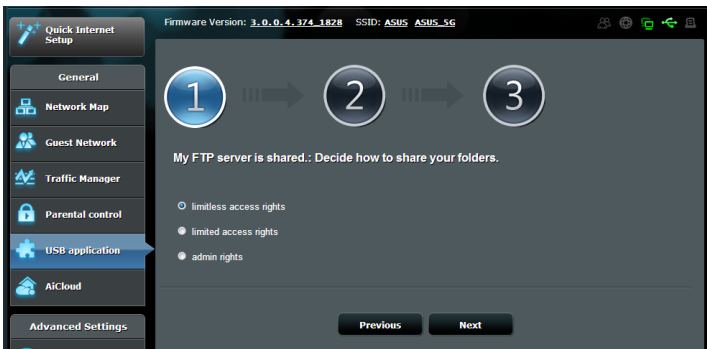 Quick Internet
Setup
Firmware Version: 3.0.0.4.374_1828 SSID: ASUS ASUS_5G
General
Network Map
Guest Network
Traffic Manager
Parental control
USB application
AiCloud
Advanced Settings
1
2
3
My FTP server is shared.: Decide how to share your folders.
limitless access rights
limited access rights
admin rights
Previous
Next